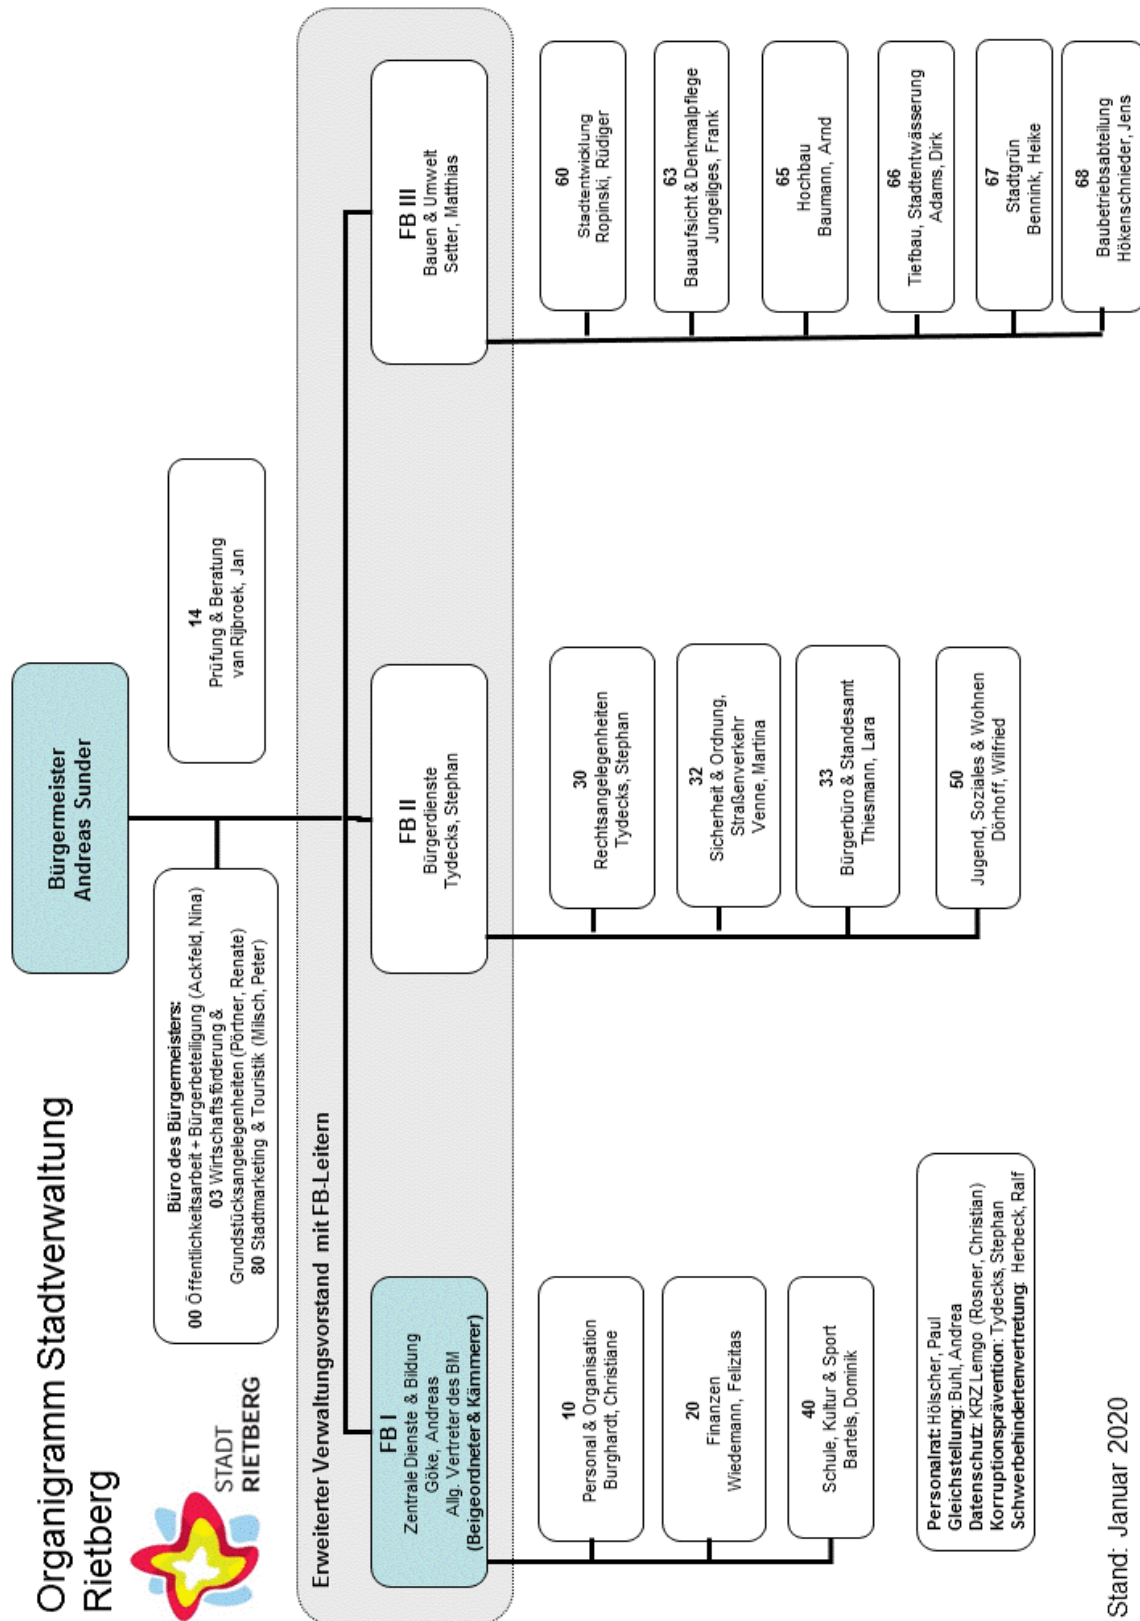 Organigramm Stadtverwaltung
Rietberg
STADT
RIETBERG
Bürgermeister
Andreas Sunder
Büro des Bürgermeisters:
00 Öffentlichkeitsarbeit + Bürgerbeteiligung (Ackfeld, Nina)
03 Wirtschaftsförderung &
Grundstücksangelegenheiten (Pörtner, Renate)
80 Stadtmarketing & Touristik (Milsch, Peter)
14
Prüfung & Beratung
van Rijbroek, Jan
Erweiterter Verwaltungsvorstand mit FB-Leitern
FB I
Zentrale Dienste & Bildung
Göke, Andreas
Allg. Vertreter des BM
(Beigeordneter & Kämmerer)
FB II
Bürgerdienste
Tydecks, Stephan
FB III
Bauen & Umwelt
Setter, Matthias
10
Personal & Organisation
Burghardt, Christiane
20
Finanzen
Wiedemann, Felizitas
40
Schule, Kultur & Sport
Bartels, Dominik
30
Rechtsangelegenheiten
Tydecks, Stephan
32
Sicherheit & Ordnung,
Straßenverkehr
Venne, Martina
33
Bürgerbüro & Standesamt
Thiesmann, Lara
50
Jugend, Soziales & Wohnen
Dörhoff, Wilfried
60
Stadtentwicklung
Ropinski, Rüdiger
63
Bauaufsicht & Denkmalpflege
Jungeilges, Frank
65
Hochbau
Baumann, Arnd
66
Tiefbau, Stadtentwässerung
Adams, Dirk
67
Stadtgrün
Bennink, Heike
68
Baubetriebsabteilung
Hökenschnieder, Jens
Personalrat: Hölscher, Paul
Gleichstellung: Buhl, Andrea
Datenschutz: KRZ Lemgo (Rosner, Christian)
Korruptionsprävention: Tydecks, Stephan
Schwerbehindertenvertretung: Herbeck, Ralf
Stand: Januar 2020